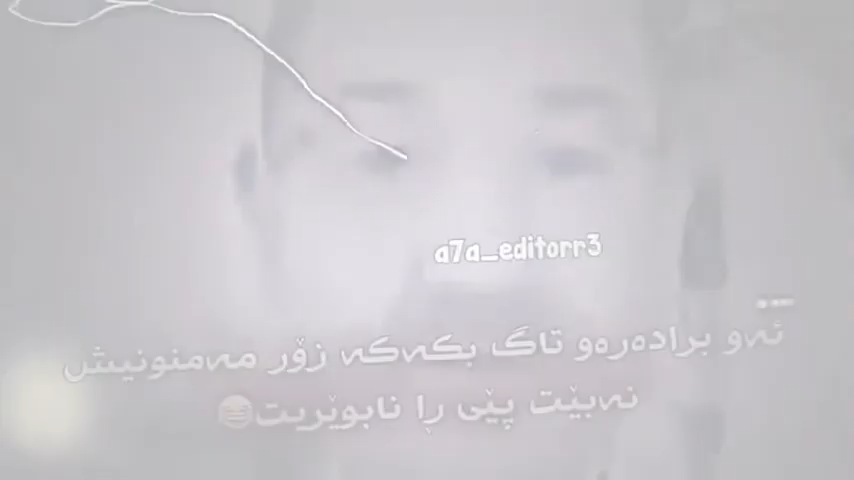 a7a_editorr3
ئەو برادەرەو تاگ بکەکە زۆر مەمنونیش
نەبێت پێی ڕا نابوێریت😂